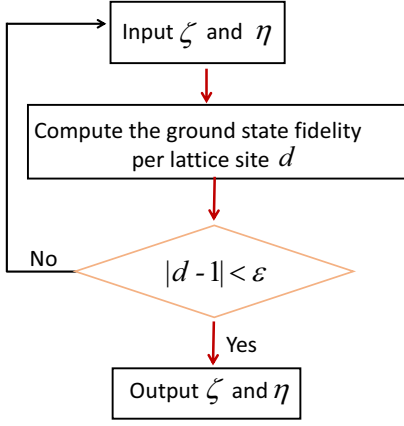 Input ζ and η
Compute the ground state fidelity
per lattice site d
No
|d - 1| < ε
Yes
Output ζ and η